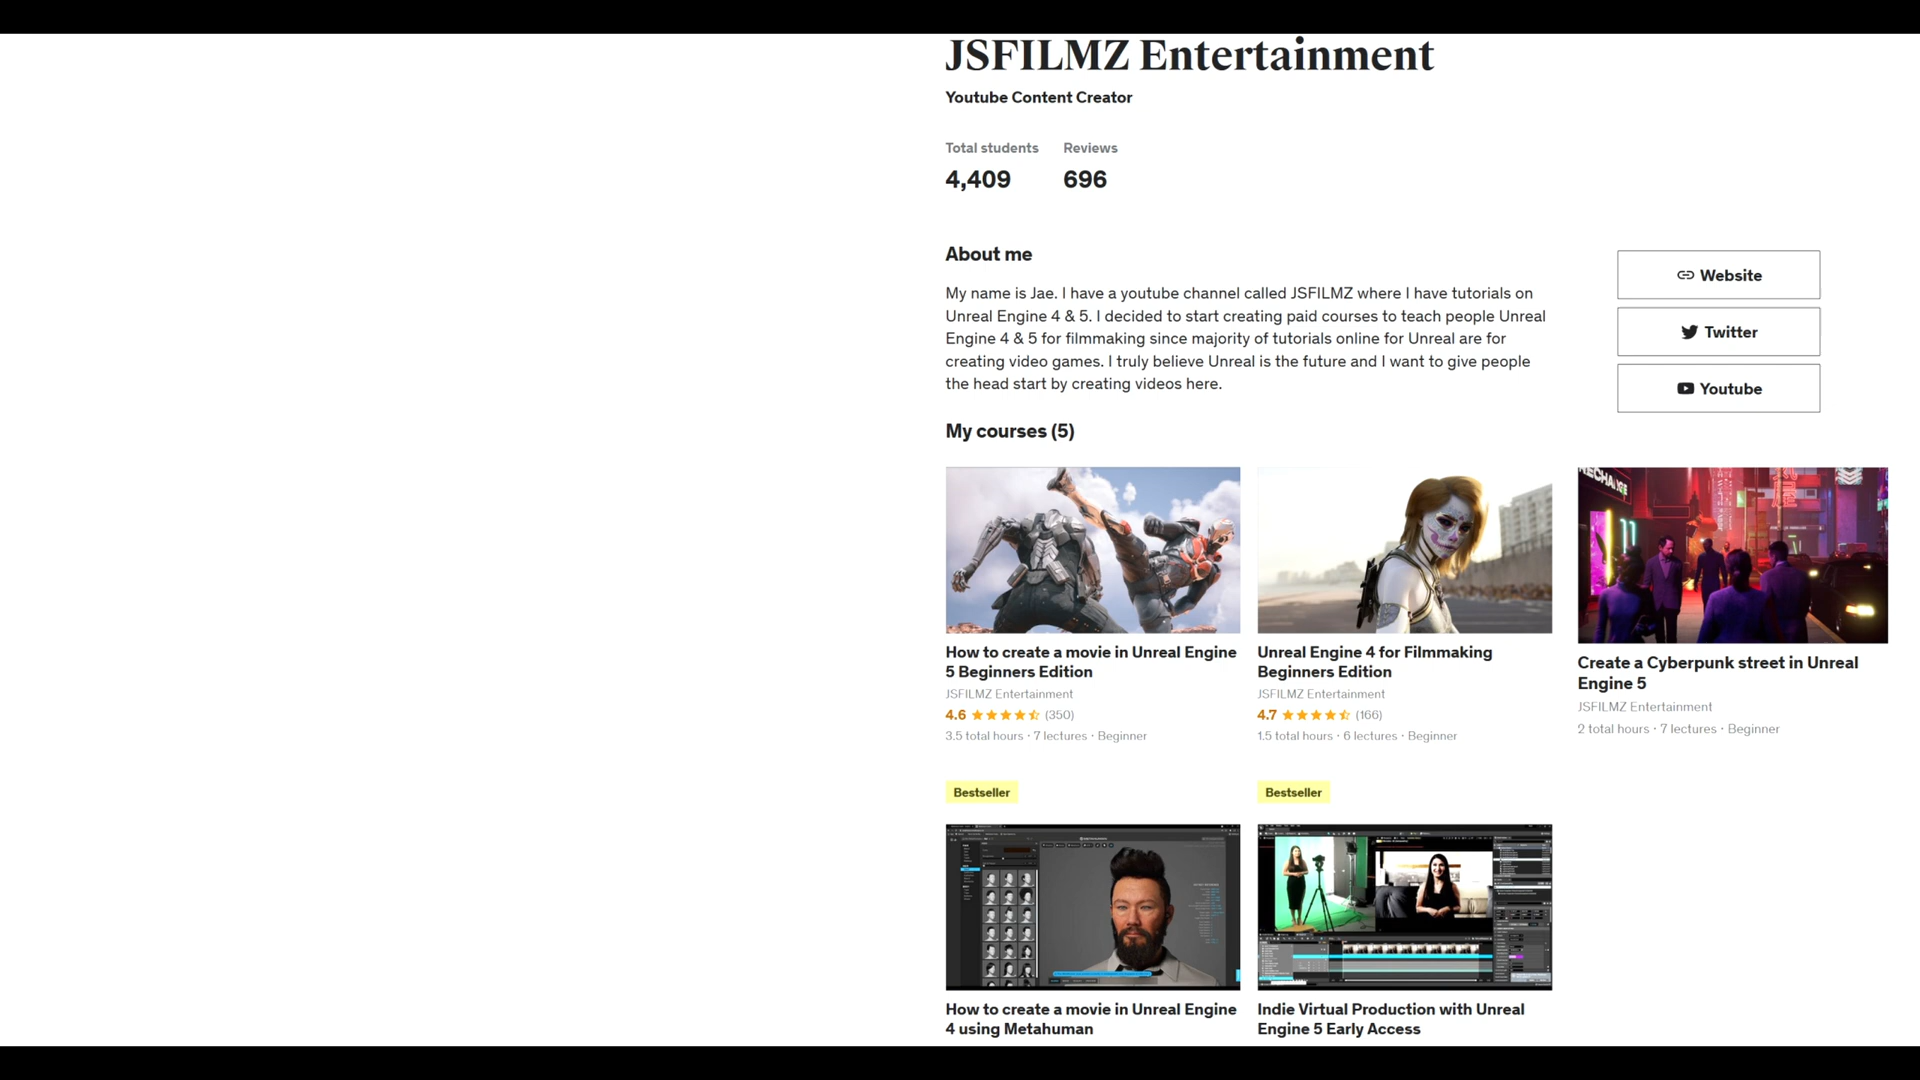 JSFILMZ Entertainment
Youtube Content Creator
Total students
Reviews
4,409
696
About me
My name is Jae. I have a youtube channel called JSFILMZ where I have tutorials on
Unreal Engine 4 & 5. I decided to start creating paid courses to teach people Unreal
Engine 4 & 5 for filmmaking since majority of tutorials online for Unreal are for
creating video games. I truly believe Unreal is the future and I want to give people
the head start by creating videos here.
Website
Twitter
Youtube
My courses (5)
How to create a movie in Unreal Engine
5 Beginners Edition
JSFILMZ Entertainment
4.6 (350)
3.5 total hours · 7 lectures · Beginner
Bestseller
Unreal Engine 4 for Filmmaking
Beginners Edition
JSFILMZ Entertainment
4.7 (166)
1.5 total hours · 6 lectures · Beginner
Bestseller
Create a Cyberpunk street in Unreal
Engine 5
JSFILMZ Entertainment
2 total hours · 7 lectures · Beginner
How to create a movie in Unreal Engine
4 using Metahuman
Indie Virtual Production with Unreal
Engine 5 Early Access